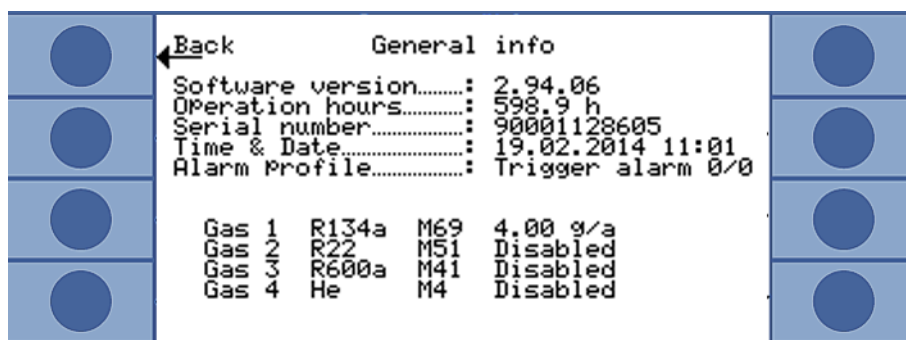 Back General info
Software version........: 2.94.06
Operation hours.........: 598.9 h
Serial number...............: 90001128605
Time & Date...................: 19.02.2014 11:01
Alarm Profile..............: Trigger alarm 0/0
Gas 1 R134a M69 4.00 g/a
Gas 2 R22 M51 Disabled
Gas 3 R600a M41 Disabled
Gas 4 He M4 Disabled